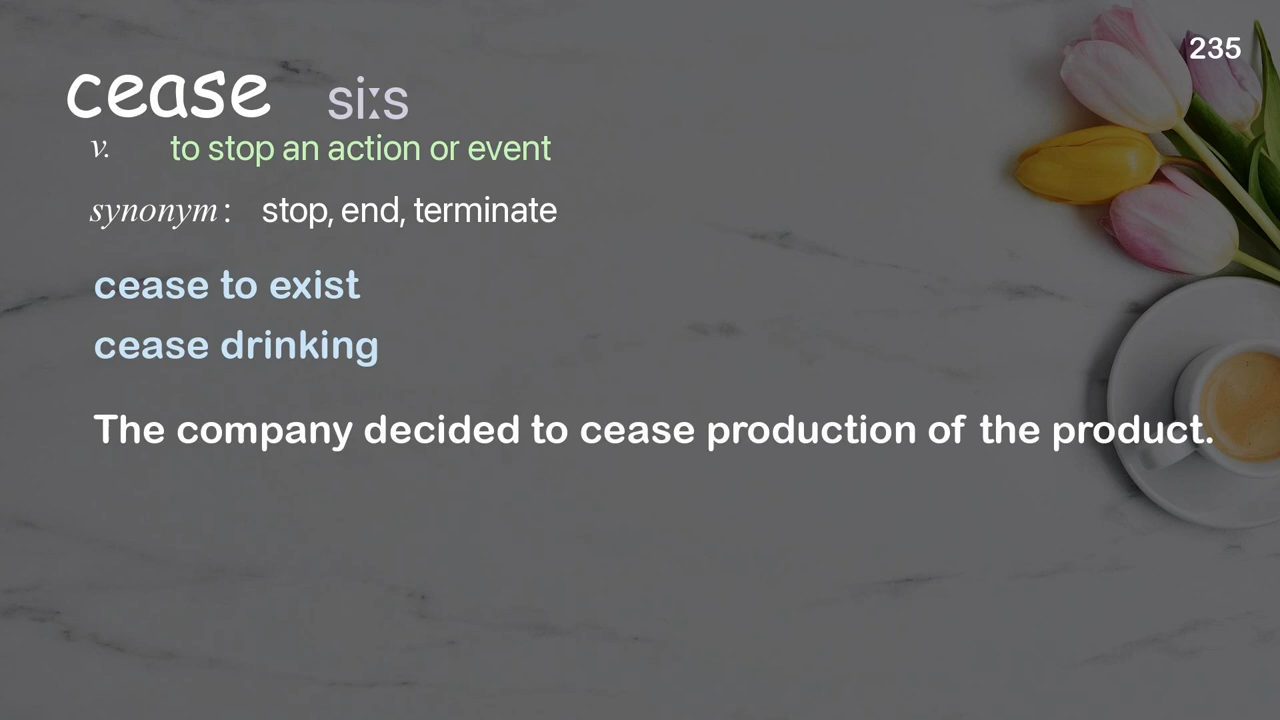 235
cease si:s
v. to stop an action or event
synonym: stop, end, terminate
cease to exist
cease drinking
The company decided to cease production of the product.